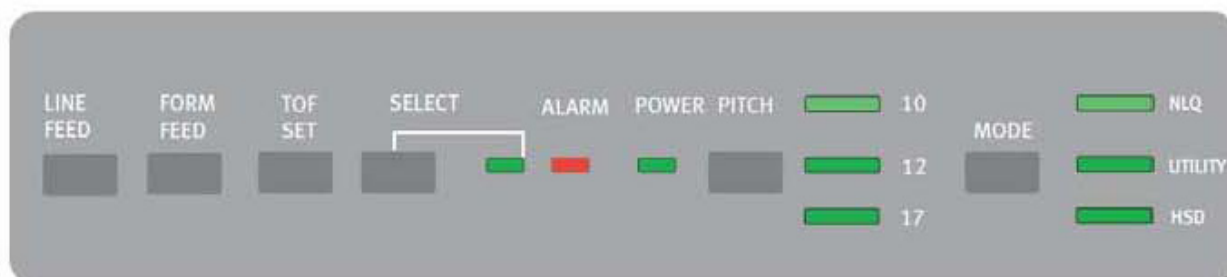 LINE FEED
FORM FEED
TOF SET
SELECT
ALARM
POWER
PITCH
10
12
17
MODE
NLQ
UTILITY
HSD